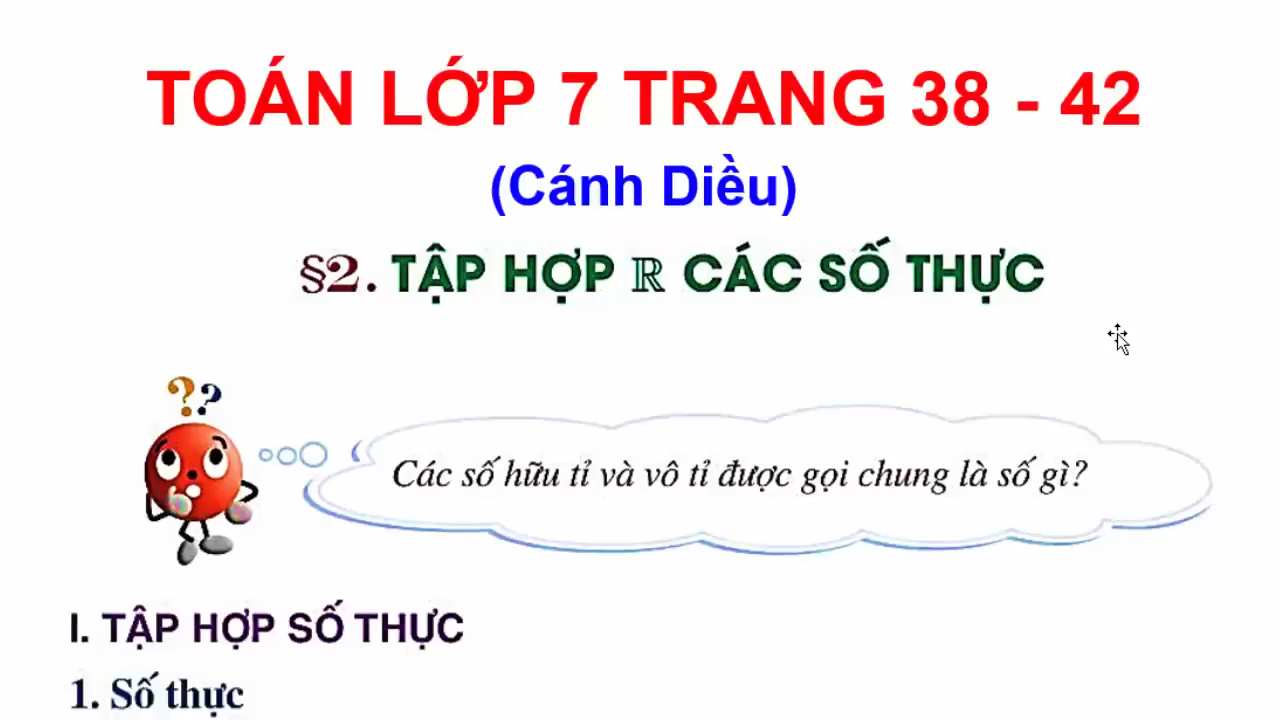 TOÁN LỚP 7 TRANG 38 - 42
(Cánh Diều)
§2. TẬP HỢP ℝ CÁC SỐ THỰC
? ?
Các số hữu tỉ và vô tỉ được gọi chung là số gì?
I. TẬP HỢP SỐ THỰC
1. Số thực